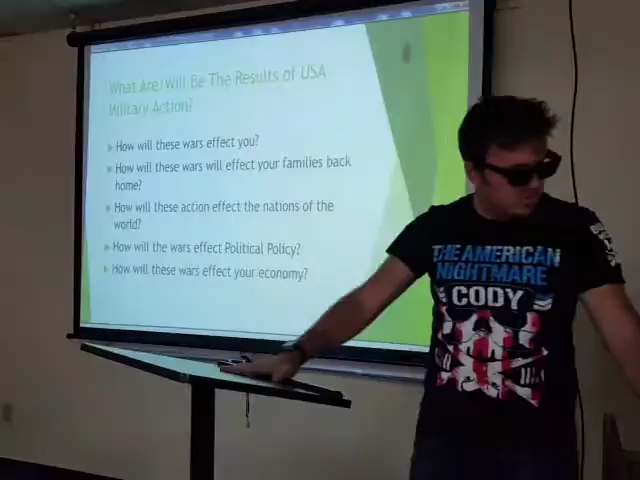 What Are/Will Be The Results of USA
Military Action?
How will these wars effect you?
How will these wars will effect your families back
home?
How will these action effect the nations of the
world?
How will the wars effect Political Policy?
How will these wars effect your economy?
THE AMERICAN
NIGHTMARE
CODY